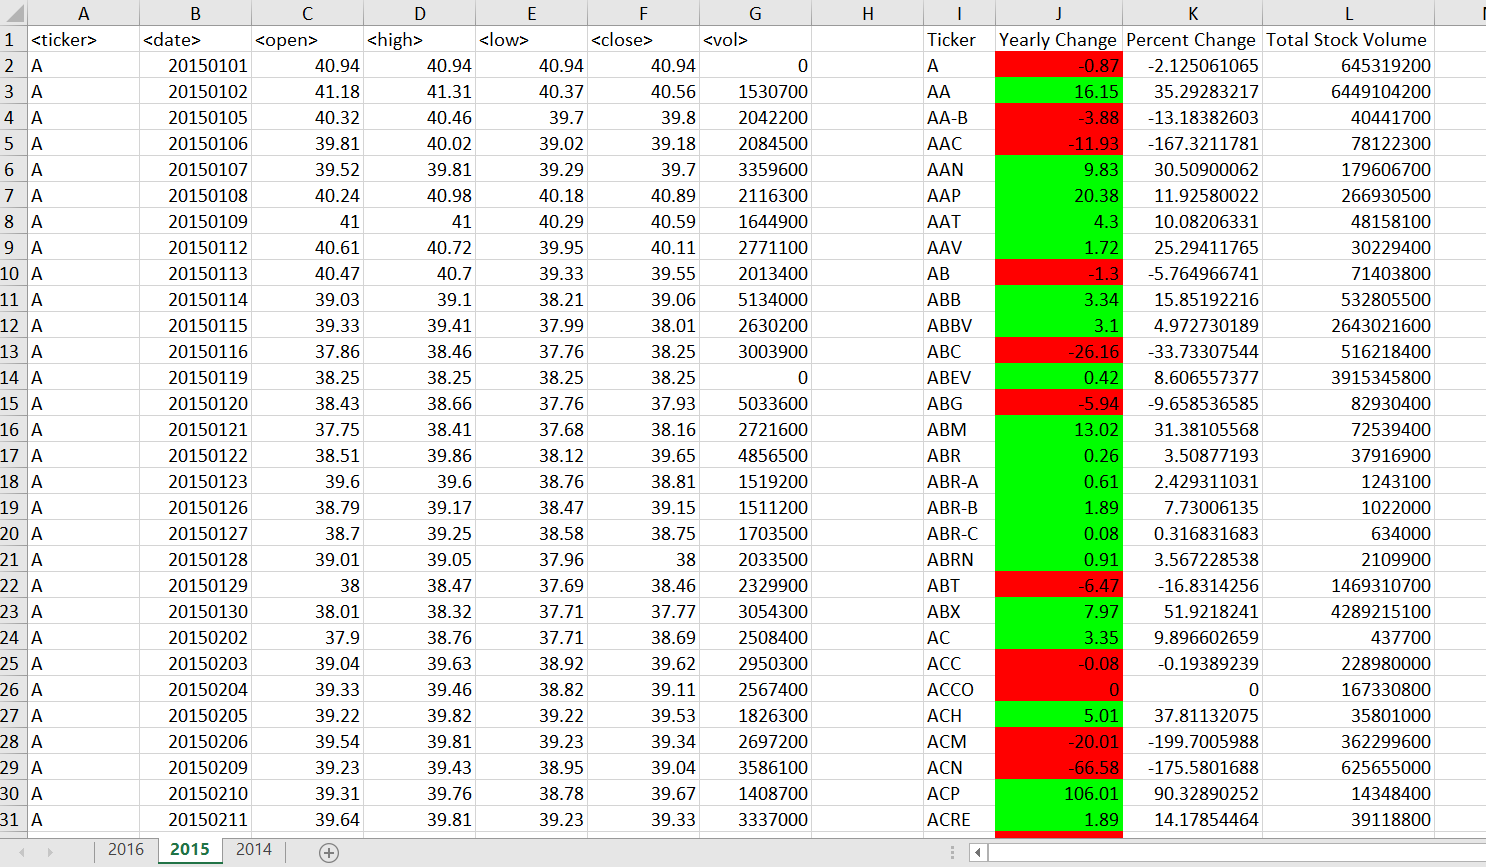 A B C D E F G H I J K L
1 <ticker> <date> <open> <high> <low> <close> <vol> Ticker Yearly Change Percent Change Total Stock Volume
2 A 20150101 40.94 40.94 40.94 40.94 0 A -0.87 -2.125061065 645319200
3 A 20150102 41.18 41.31 40.37 40.56 1530700 AA 16.15 35.29283217 6449104200
4 A 20150105 40.32 40.46 39.7 39.8 2042200 AA-B -3.88 -13.18382603 40441700
5 A 20150106 39.81 40.02 39.02 39.18 2084500 AAC -11.93 -167.3211781 78122300
6 A 20150107 39.52 39.81 39.29 39.7 3359600 AAN 9.83 30.50900062 179606700
7 A 20150108 40.24 40.98 40.18 40.89 2116300 AAP 20.38 11.92580022 266930500
8 A 20150109 41 41 40.29 40.59 1644900 AAT 4.3 10.08206331 48158100
9 A 20150112 40.61 40.72 39.95 40.11 2771100 AAV 1.72 25.29411765 30229400
10 A 20150113 40.47 40.7 39.33 39.55 2013400 AB -1.3 -5.764966741 71403800
11 A 20150114 39.03 39.1 38.21 39.06 5134000 ABB 3.34 15.85192216 532805500
12 A 20150115 39.33 39.41 37.99 38.01 2630200 ABBV 3.1 4.972730189 2643021600
13 A 20150116 37.86 38.46 37.76 38.25 3003900 ABC -26.16 -33.73307544 516218400
14 A 20150119 38.25 38.25 38.25 38.25 0 ABEV 0.42 8.606557377 3915345800
15 A 20150120 38.43 38.66 37.76 37.93 5033600 ABG -5.94 -9.658536585 82930400
16 A 20150121 37.75 38.41 37.68 38.16 2721600 ABM 13.02 31.38105568 72539400
17 A 20150122 38.51 39.86 38.12 39.65 4856500 ABR 0.26 3.50877193 37916900
18 A 20150123 39.6 39.6 38.76 38.81 1519200 ABR-A 0.61 2.429311031 1243100
19 A 20150126 38.79 39.17 38.47 39.15 1511200 ABR-B 1.89 7.73006135 1022000
20 A 20150127 38.7 39.25 38.58 38.75 1703500 ABR-C 0.08 0.316831683 634000
21 A 20150128 39.01 39.05 37.96 38 2033500 ABRN 0.91 3.567228538 2109900
22 A 20150129 38 38.47 37.69 38.46 2329900 ABT -6.47 -16.8314256 1469310700
23 A 20150130 38.01 38.32 37.71 37.77 3054300 ABX 7.97 51.9218241 4289215100
24 A 20150202 37.9 38.76 37.71 38.69 2508400 AC 3.35 9.896602659 437700
25 A 20150203 39.04 39.63 38.92 39.62 2950300 ACC -0.08 -0.19389239 228980000
26 A 20150204 39.33 39.46 38.82 39.11 2567400 ACCO 0 0 167330800
27 A 20150205 39.22 39.82 39.22 39.53 1826300 ACH 5.01 37.81132075 35801000
28 A 20150206 39.54 39.81 39.23 39.34 2697200 ACM -20.01 -199.7005988 362299600
29 A 20150209 39.23 39.43 38.95 39.04 3586100 ACN -66.58 -175.5801688 625655000
30 A 20150210 39.31 39.76 38.78 39.67 1408700 ACP 106.01 90.32890252 14348400
31 A 20150211 39.64 39.81 39.23 39.33 3337000 ACRE 1.89 14.17854464 39118800
2016 2015 2014